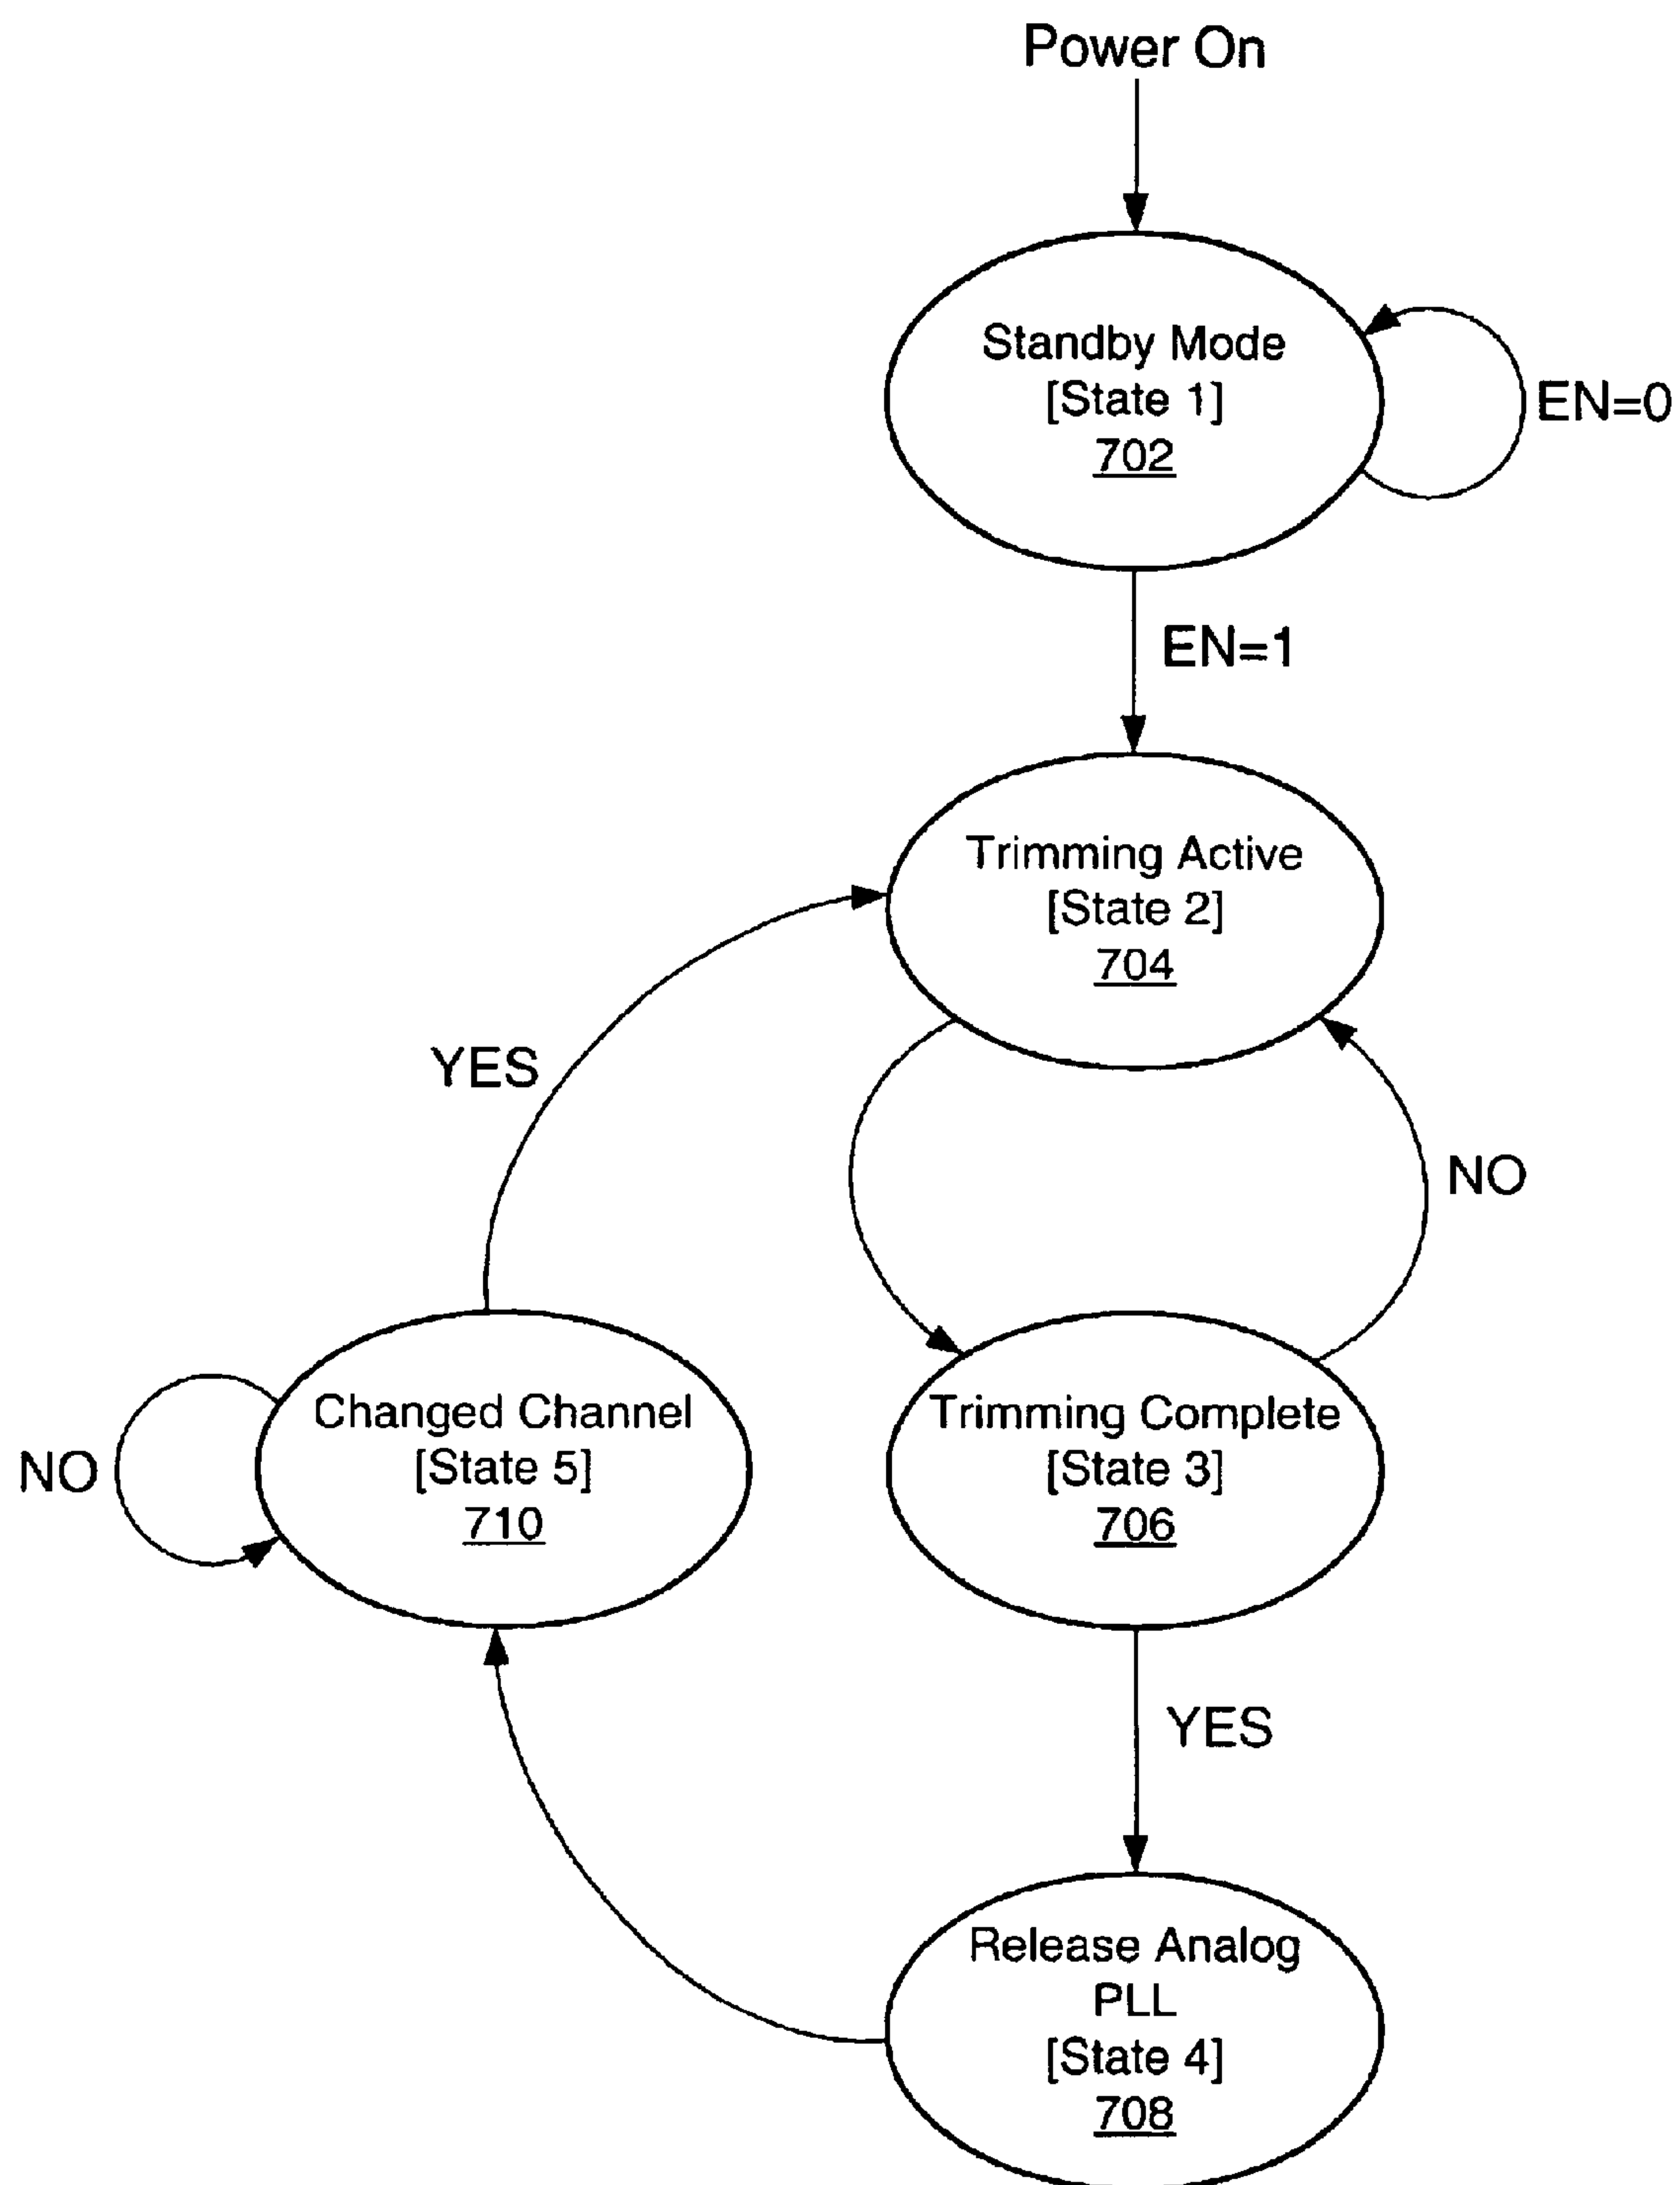 Power On
Standby Mode
[State 1]
702
EN=0
EN=1
Trimming Active
[State 2]
704
YES
NO
Changed Channel
[State 5]
710
NO
Trimming Complete
[State 3]
706
YES
Release Analog
PLL
[State 4]
708